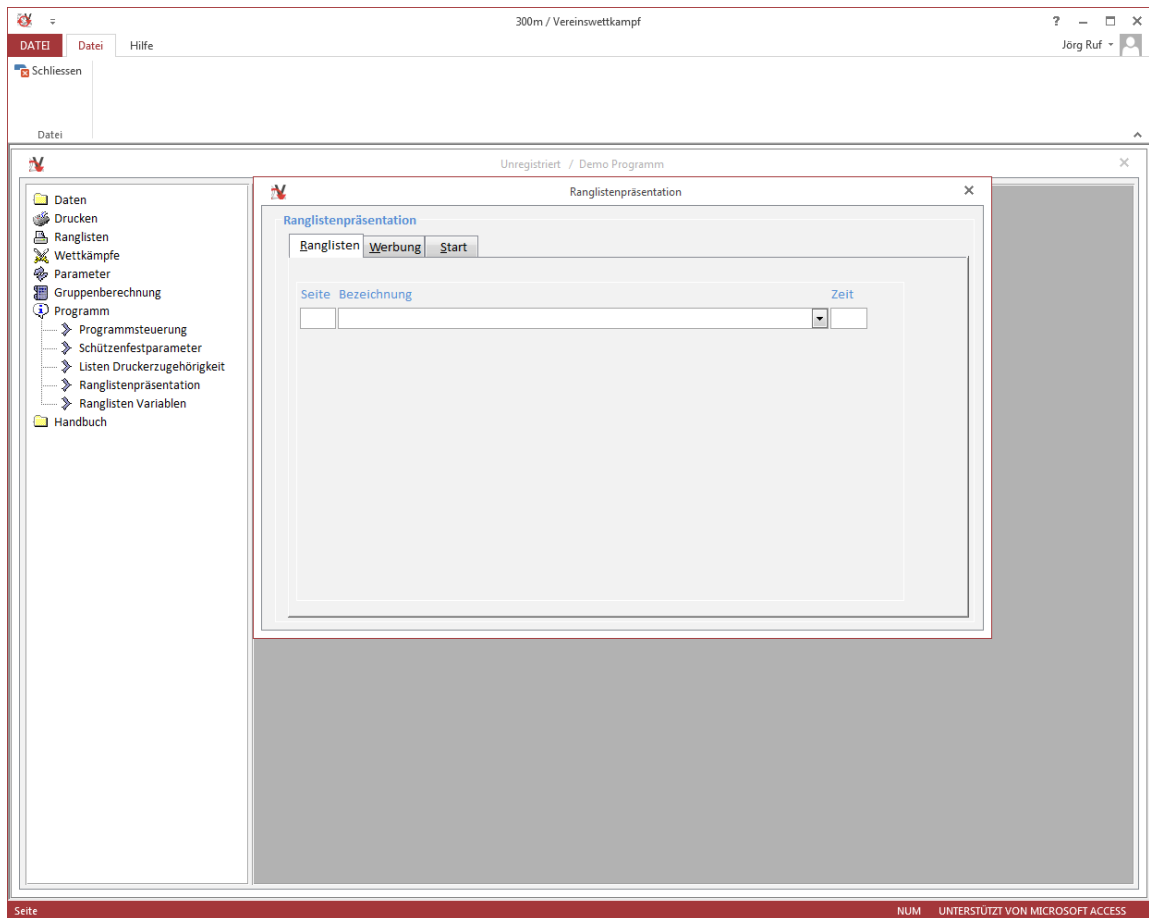 300m / Vereinswettkampf
?
DATEI Datei Hilfe
Jörg Ruf
Schliessen
Datei
Unregistriert / Demo Programm
Daten
Drucken
Ranglisten
Wettkämpfe
Parameter
Gruppenberechnung
Programm
Programmsteuerung
Schützenfestparameter
Listen Druckerzugehörigkeit
Ranglistenpräsentation
Ranglisten Variablen
Handbuch
Ranglistenpräsentation
Ranglistenpräsentation
Ranglisten Werbung Start
Seite Bezeichnung Zeit
Seite
NUM UNTERSTÜTZT VON MICROSOFT ACCESS